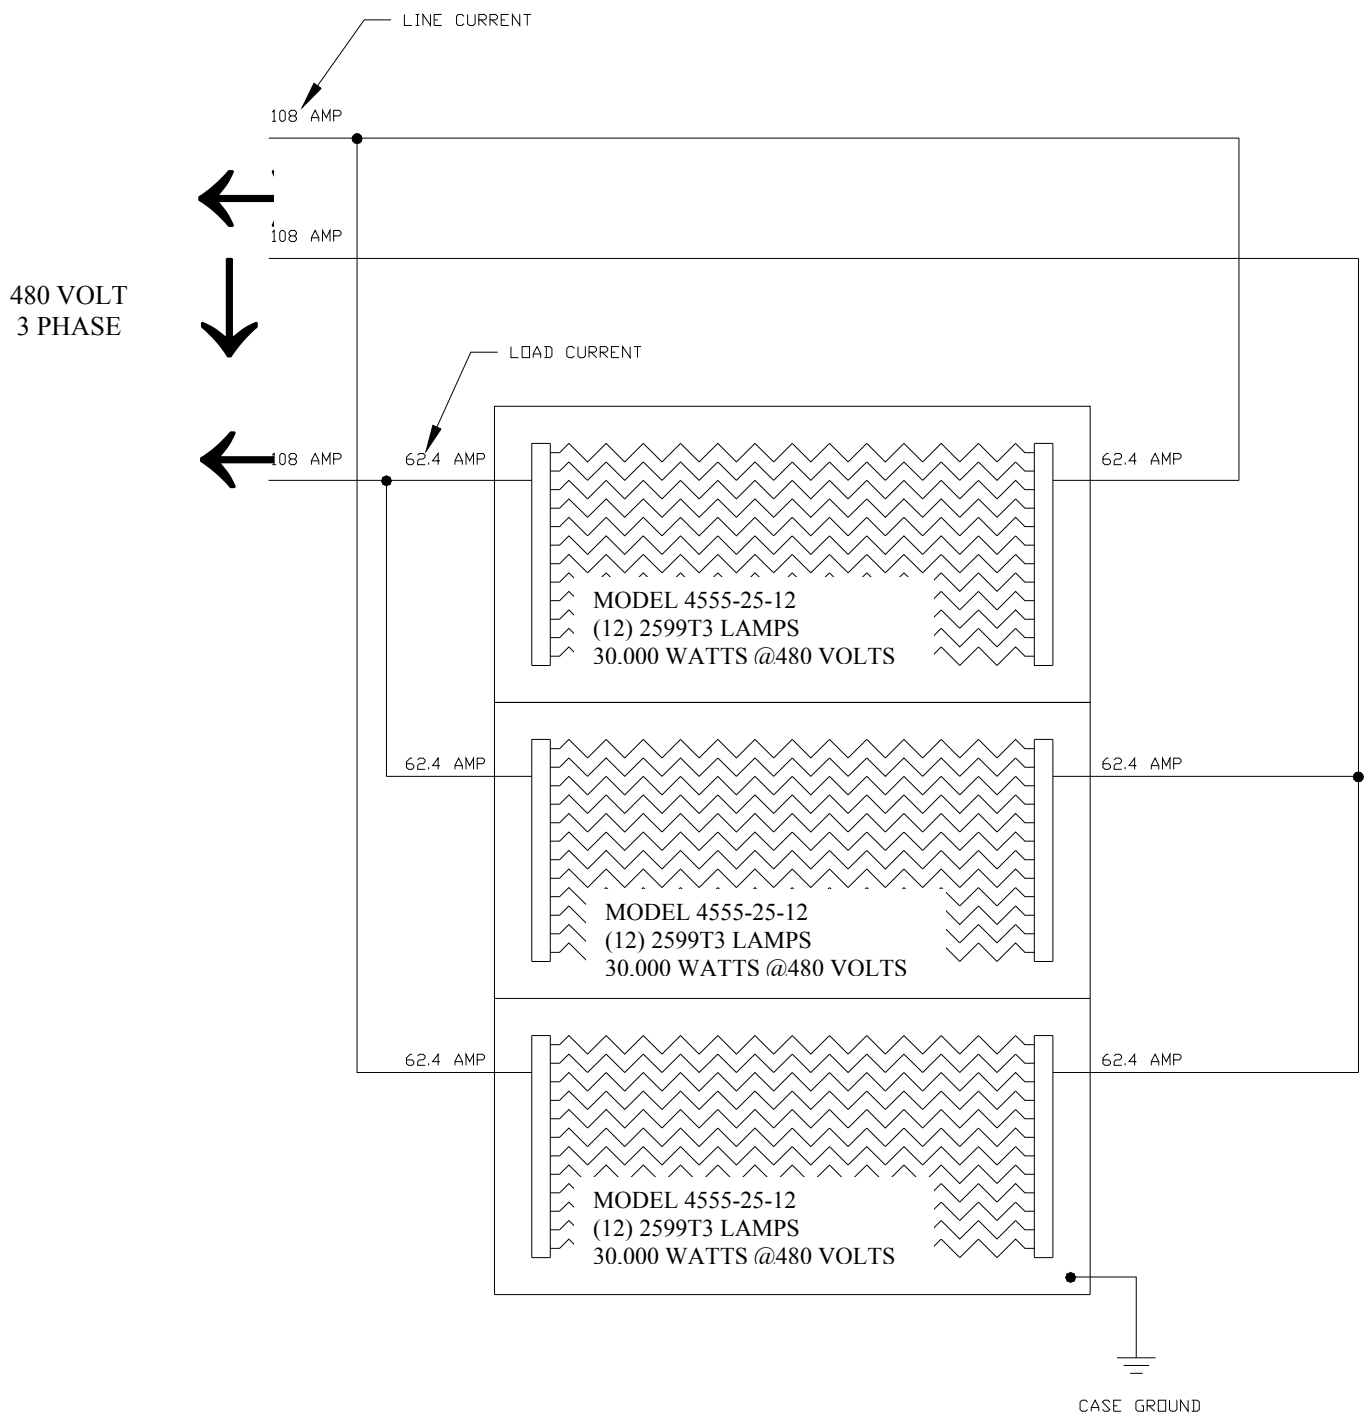 LINE CURRENT
108 AMP
108 AMP
480 VOLT
3 PHASE
LOAD CURRENT
108 AMP
62.4 AMP
62.4 AMP
MODEL 4555-25-12
(12) 2599T3 LAMPS
30.000 WATTS @480 VOLTS
62.4 AMP
62.4 AMP
MODEL 4555-25-12
(12) 2599T3 LAMPS
30.000 WATTS @480 VOLTS
62.4 AMP
62.4 AMP
MODEL 4555-25-12
(12) 2599T3 LAMPS
30.000 WATTS @480 VOLTS
CASE GROUND